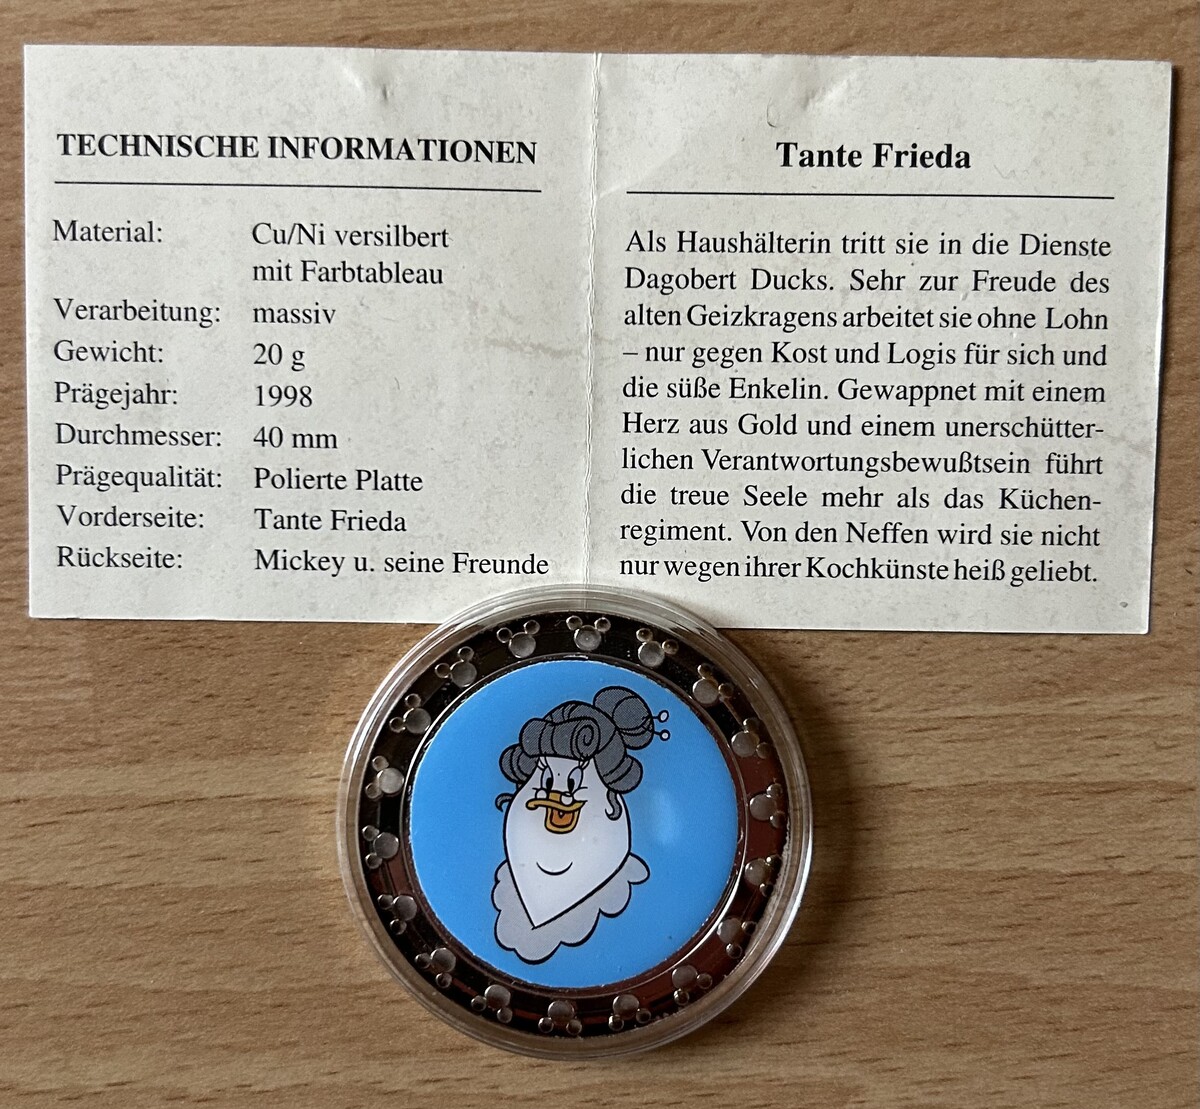 TECHNISCHE INFORMATIONEN
Material: Cu/Ni versilbert
mit Farbtableau
Verarbeitung: massiv
Gewicht: 20 g
Prägejahr: 1998
Durchmesser: 40 mm
Prägequalität: Polierte Platte
Vorderseite: Tante Frieda
Rückseite: Mickey u. seine Freunde
Tante Frieda
Als Haushälterin tritt sie in die Dienste
Dagobert Ducks. Sehr zur Freude des
alten Geizkragens arbeitet sie ohne Lohn
– nur gegen Kost und Logis für sich und
die süße Enkelin. Gewappnet mit einem
Herz aus Gold und einem unerschütter-
lichen Verantwortungsbewußtsein führt
die treue Seele mehr als das Küchen-
regiment. Von den Neffen wird sie nicht
nur wegen ihrer Kochkünste heiß geliebt.